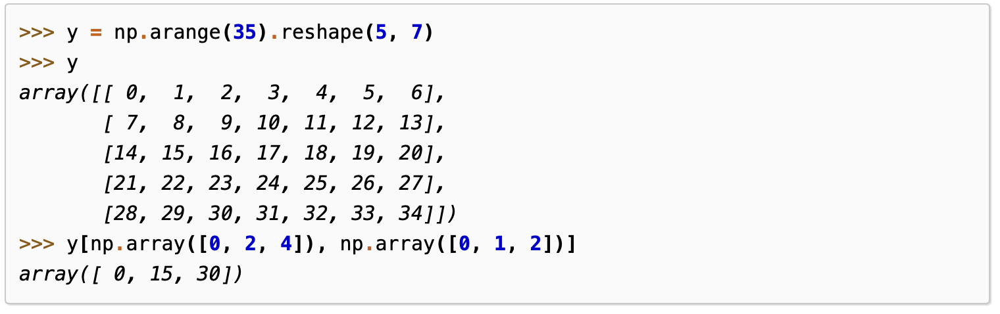 >>> y = np.arange(35).reshape(5, 7)
>>> y
array([[ 0,  1,  2,  3,  4,  5,  6],
       [ 7,  8,  9, 10, 11, 12, 13],
       [14, 15, 16, 17, 18, 19, 20],
       [21, 22, 23, 24, 25, 26, 27],
       [28, 29, 30, 31, 32, 33, 34]])
>>> y[np.array([0, 2, 4]), np.array([0, 1, 2])]
array([ 0, 15, 30])